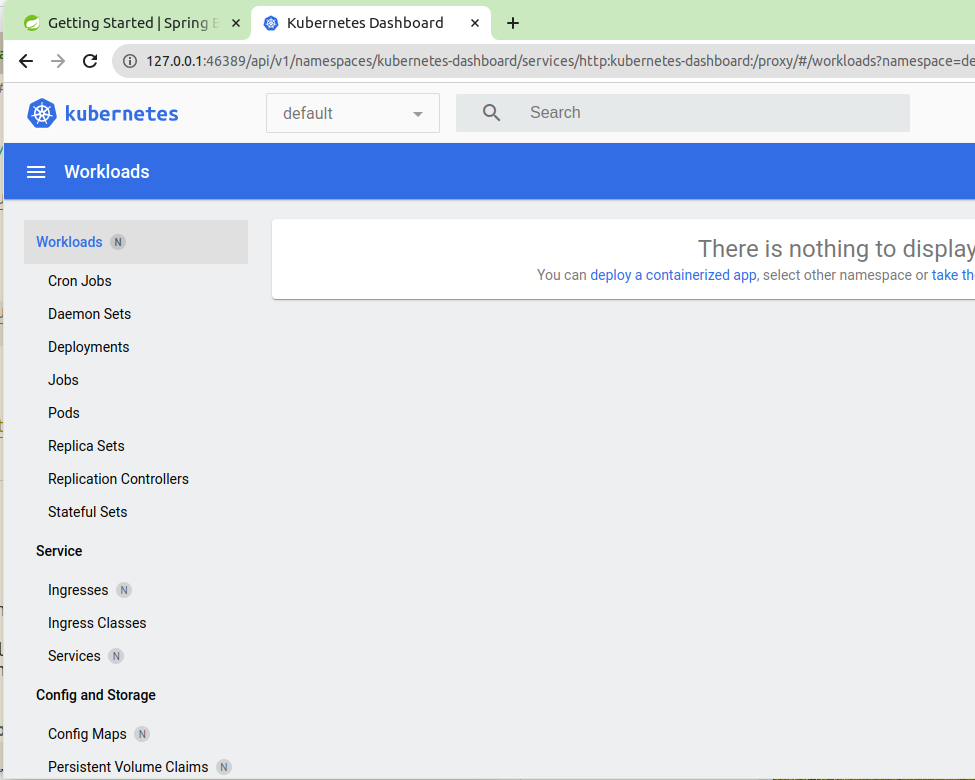 Getting Started | Spring
Kubernetes Dashboard
127.0.0.1:46389/api/v1/namespaces/kubernetes-dashboard/services/http:kubernetes-dashboard:/proxy/#/workloads?namespace=de
kubernetes
default
Search
Workloads
Workloads N
There is nothing to display
You can deploy a containerized app, select other namespace or take th
Cron Jobs
Daemon Sets
Deployments
Jobs
Pods
Replica Sets
Replication Controllers
Stateful Sets
Service
Ingresses N
Ingress Classes
Services N
Config and Storage
Config Maps N
Persistent Volume Claims N